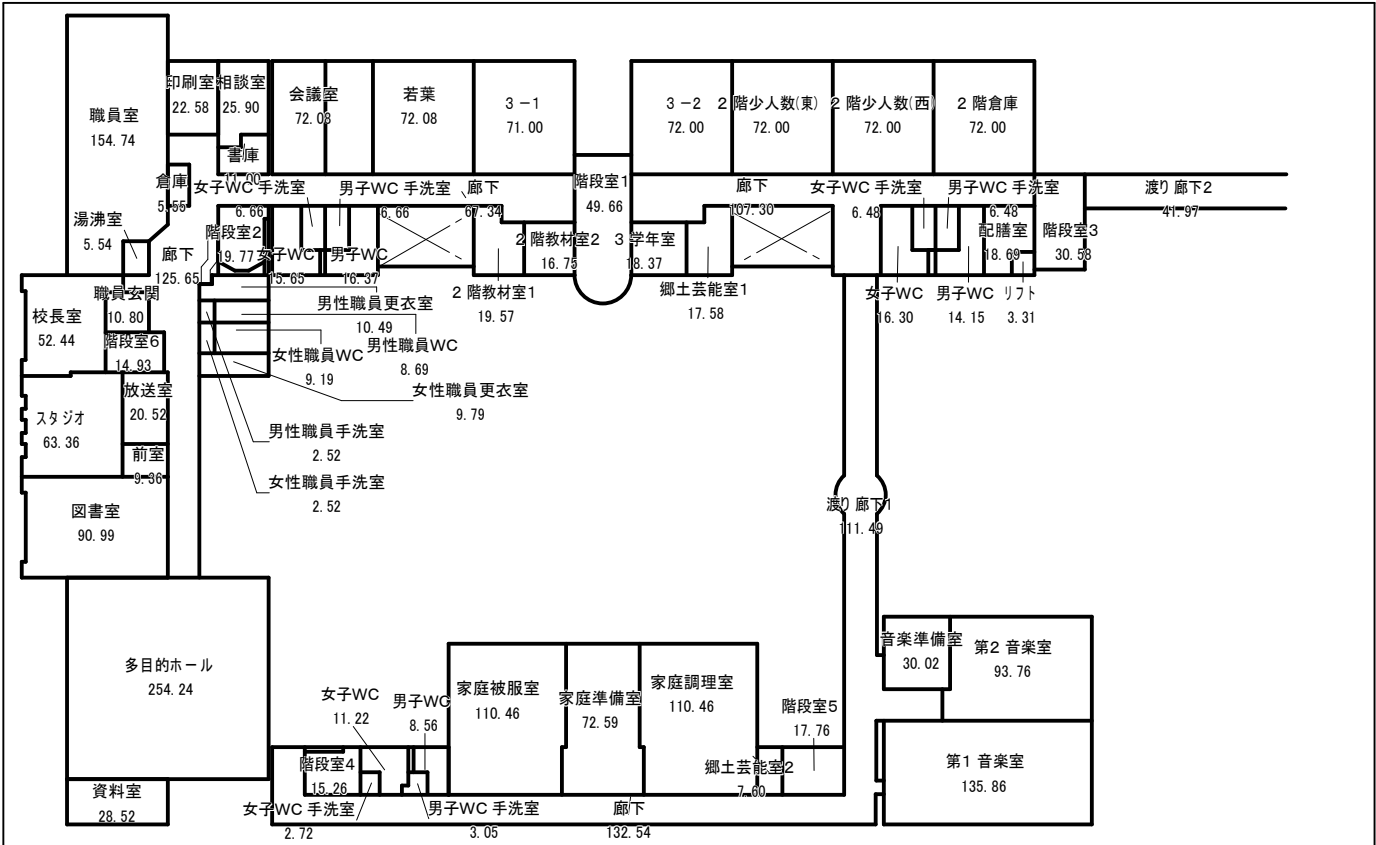 職員室
154.74
印刷室
22.58
相談室
25.90
書庫
11.00
倉庫
5.55
会議室
72.08
若葉
72.08
3-1
71.00
3-2
72.00
2階少人数(東)
72.00
2階少人数(西)
72.00
2階倉庫
72.00
女子WC手洗室
6.66
男子WC手洗室
6.66
廊下
67.34
階段室1
49.66
廊下
107.30
女子WC手洗室
6.48
男子WC手洗室
6.48
渡り廊下2
41.97
湯沸室
5.54
廊下
125.65
階段室2
19.77
女子WC
15.65
男子WC
16.37
2階教材室1
19.57
2階教材室2
16.75
3学年室
18.37
郷土芸能室1
17.58
女子WC
16.30
男子WC
14.15
配膳室
18.69
リフト
3.31
階段室3
30.58
校長室
52.44
職員玄関
10.80
階段室6
14.93
男性職員更衣室
10.49
男性職員WC
8.69
女性職員WC
9.19
女性職員更衣室
9.79
男性職員手洗室
2.52
女性職員手洗室
2.52
スタジオ
63.36
放送室
20.52
前室
9.36
図書室
90.99
渡り廊下1
111.49
多目的ホール
254.24
資料室
28.52
階段室4
15.26
女子WC
11.22
男子WC
8.56
女子WC手洗室
2.72
男子WC手洗室
3.05
家庭被服室
110.46
家庭準備室
72.59
家庭調理室
110.46
廊下
132.54
郷土芸能室2
7.60
階段室5
17.76
音楽準備室
30.02
第2音楽室
93.76
第1音楽室
135.86